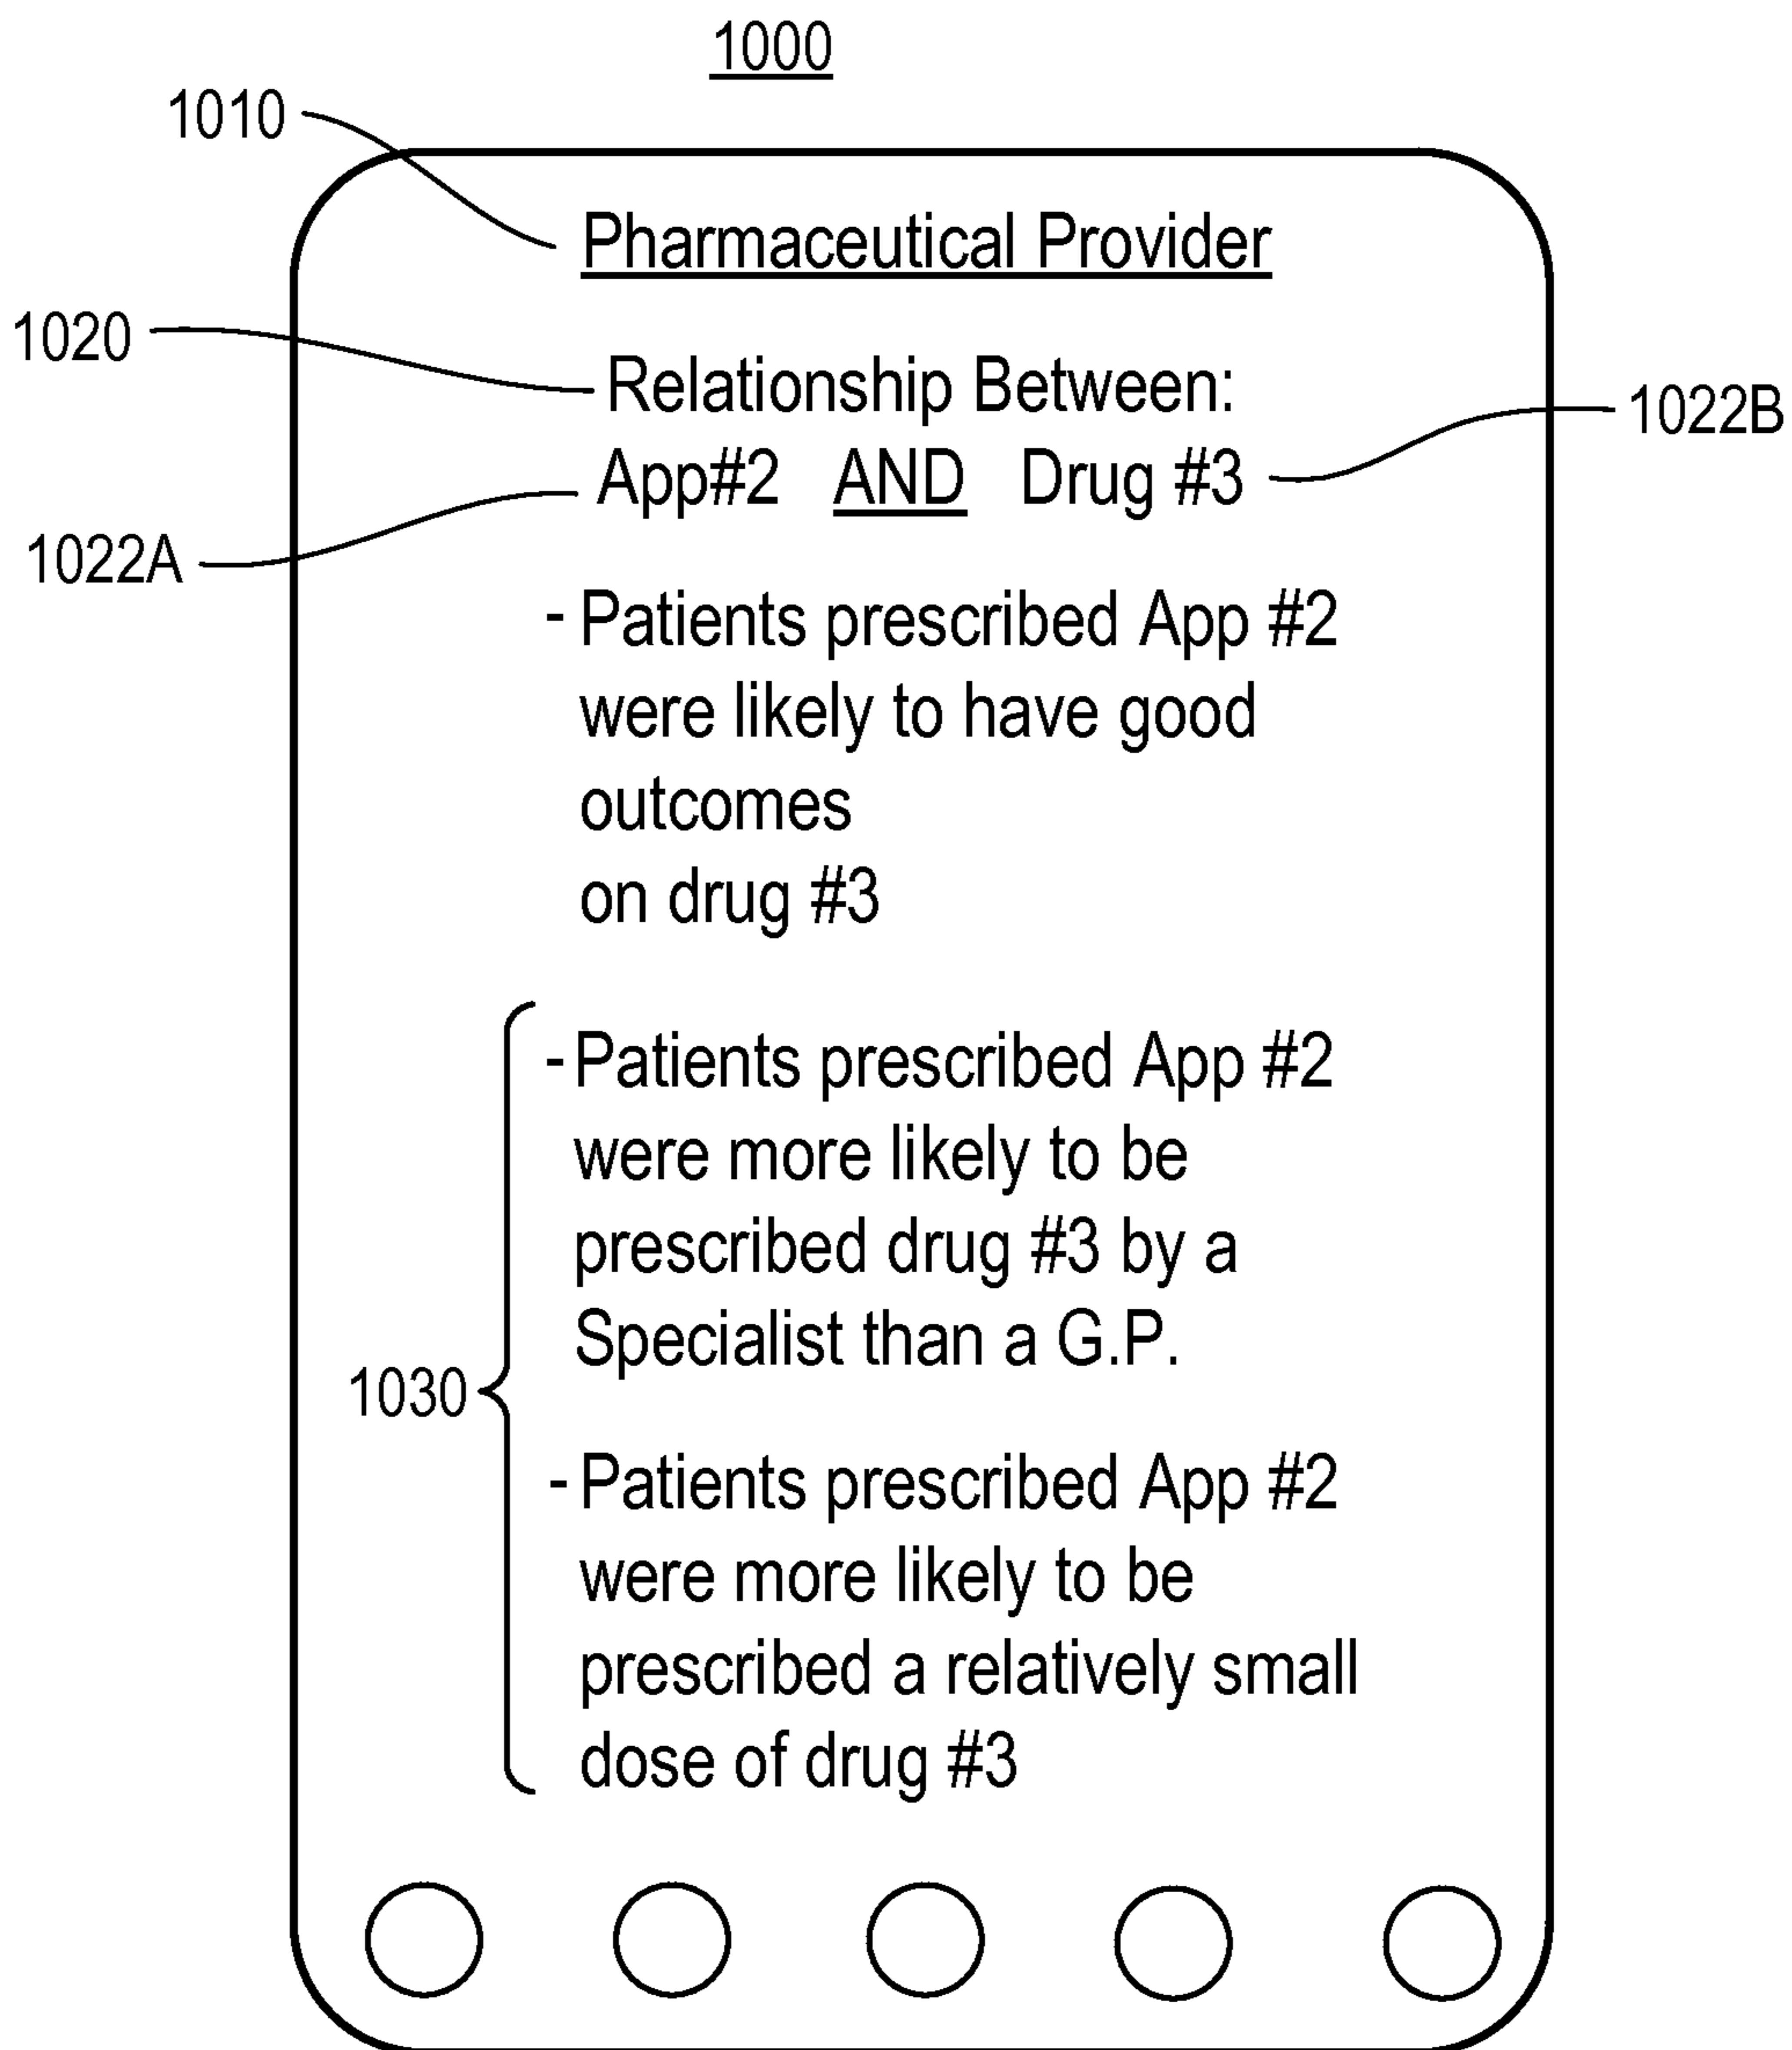 1000
1010
Pharmaceutical Provider
1020
Relationship Between:
1022B
App#2 AND Drug #3
1022A
- Patients prescribed App #2
were likely to have good
outcomes
on drug #3
- Patients prescribed App #2
were more likely to be
prescribed drug #3 by a
Specialist than a G.P.
1030
- Patients prescribed App #2
were more likely to be
prescribed a relatively small
dose of drug #3